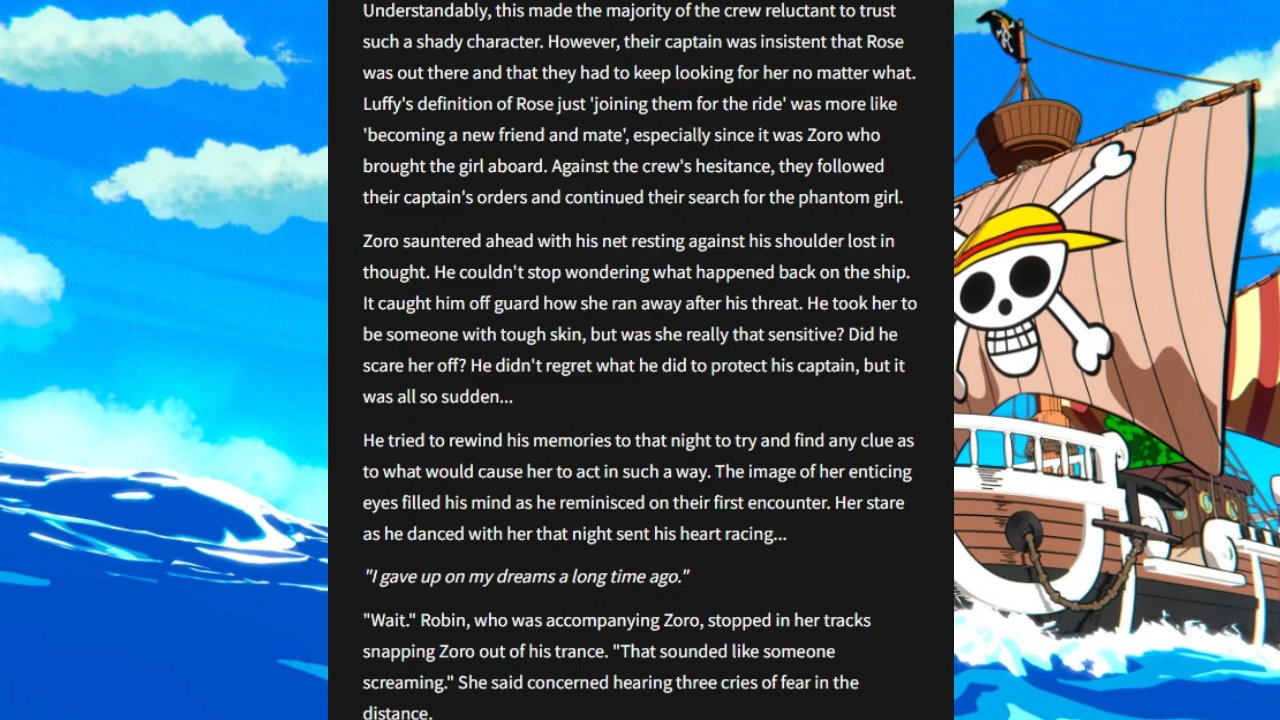 Understandably, this made the majority of the crew reluctant to trust
such a shady character. However, their captain was insistent that Rose
was out there and that they had to keep looking for her no matter what.
Luffy's definition of Rose just 'joining them for the ride' was more like
'becoming a new friend and mate', especially since it was Zoro who
brought the girl aboard. Against the crew's hesitance, they followed
their captain's orders and continued their search for the phantom girl.
Zoro sauntered ahead with his net resting against his shoulder lost in
thought. He couldn't stop wondering what happened back on the ship.
It caught him off guard how she ran away after his threat. He took her to
be someone with tough skin, but was she really that sensitive? Did he
scare her off? He didn't regret what he did to protect his captain, but it
was all so sudden...
He tried to rewind his memories to that night to try and find any clue as
to what would cause her to act in such a way. The image of her enticing
eyes filled his mind as he reminisced on their first encounter. Her stare
as he danced with her that night sent his heart racing...
"I gave up on my dreams a long time ago."
"Wait." Robin, who was accompanying Zoro, stopped in her tracks
snapping Zoro out of his trance. "That sounded like someone
screaming." She said concerned hearing three cries of fear in the
distance.